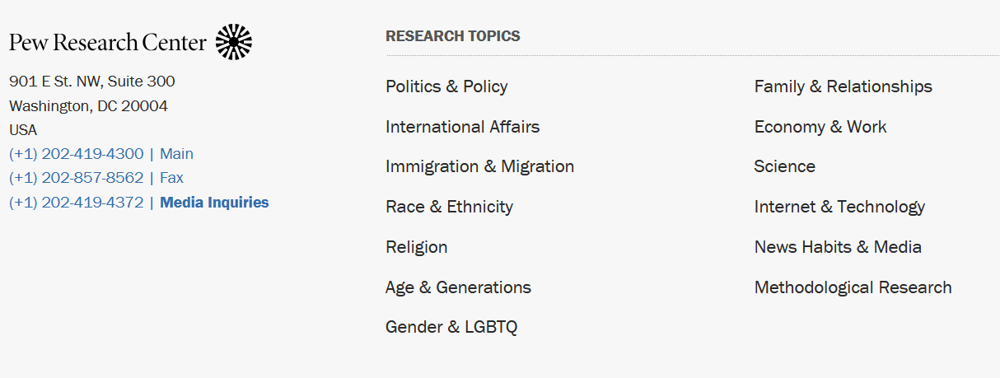 Pew Research Center
901 E St. NW, Suite 300
Washington, DC 20004
USA
(+1) 202-419-4300 | Main
(+1) 202-857-8562 | Fax
(+1) 202-419-4372 | Media Inquiries
RESEARCH TOPICS
Politics & Policy
International Affairs
Immigration & Migration
Race & Ethnicity
Religion
Age & Generations
Gender & LGBTQ
Family & Relationships
Economy & Work
Science
Internet & Technology
News Habits & Media
Methodological Research